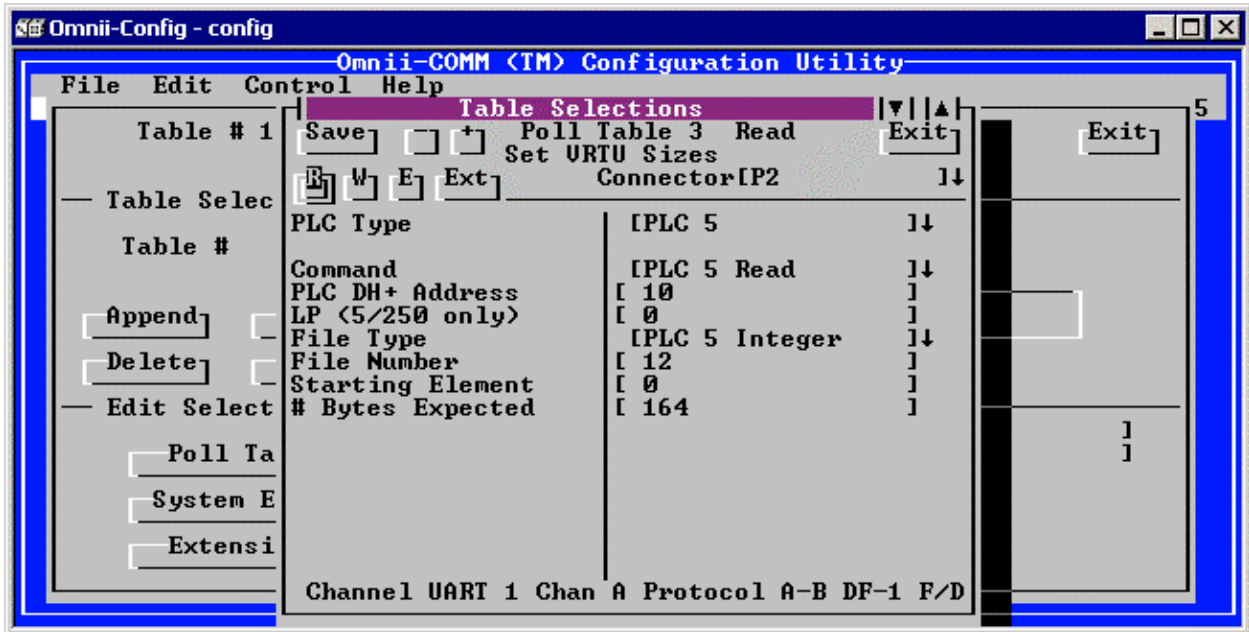 Omnii-Config - config
Omnii-COMM (TM) Configuration Utility
File Edit Control Help
Table Selections
5
Table # 1
Save - + Poll Table 3 Read Exit
Exit
Set VRTU Sizes
R W E Ext Connector[P2 ]↓
Table Selec
PLC Type [PLC 5 ]↓
Table #
Command [PLC 5 Read ]↓
PLC DH+ Address [ 10 ]
Append
LP (5/250 only) [ 0 ]
File Type [PLC 5 Integer ]↓
Delete
File Number [ 12 ]
Starting Element [ 0 ]
Edit Select
# Bytes Expected [ 164 ]
]
Poll Ta
]
System E
Extensi
Channel UART 1 Chan A Protocol A-B DF-1 F/D